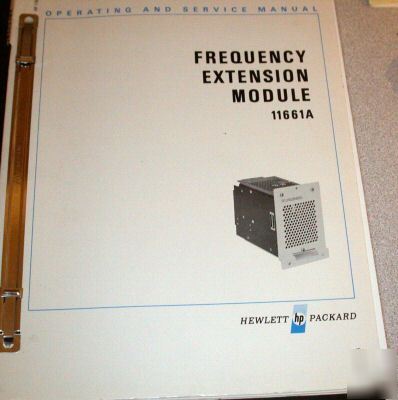 OPERATING AND SERVICE MANUAL
FREQUENCY
EXTENSION
MODULE
11661A
HEWLETT hp PACKARD